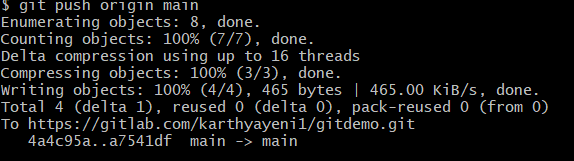 $ git push origin main
Enumerating objects: 8, done.
Counting objects: 100% (7/7), done.
Delta compression using up to 16 threads
Compressing objects: 100% (3/3), done.
Writing objects: 100% (4/4), 465 bytes | 465.00 KiB/s, done.
Total 4 (delta 1), reused 0 (delta 0), pack-reused 0 (from 0)
To https://gitlab.com/karthyayeni1/gitdemo.git
   4a4c95a..a7541df  main -> main